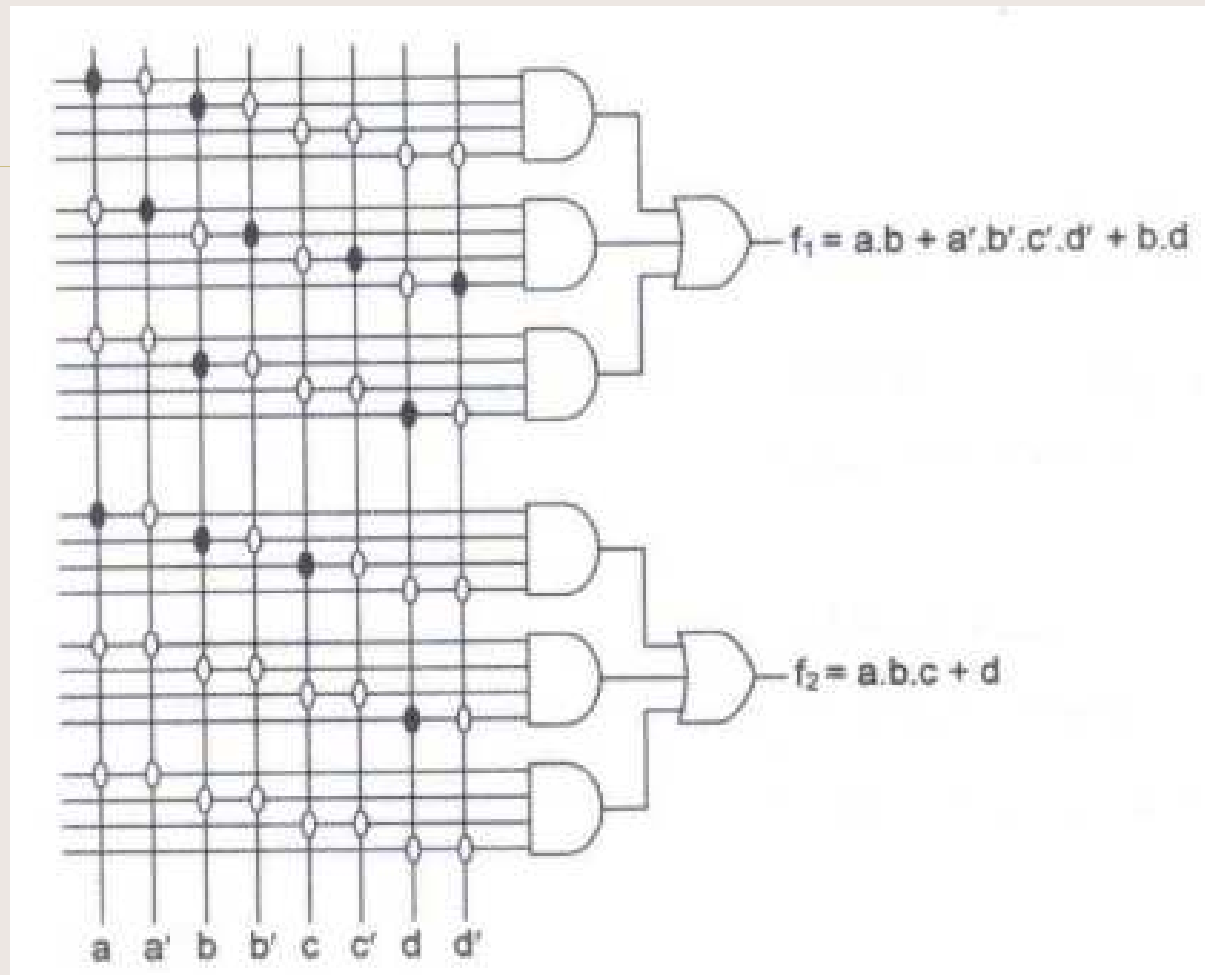 f₁ = a.b + a′.b′.c′.d′ + b.d
f₂ = a.b.c + d
a a′ b b′ c c′ d d′